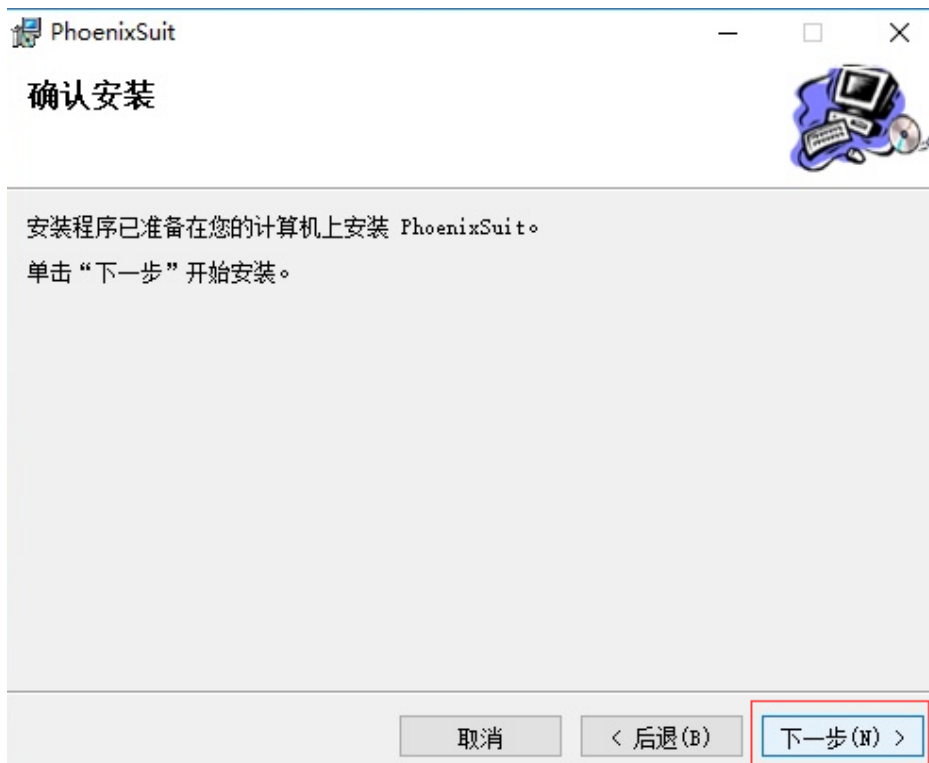 PhoenixSuit
确认安装
安装程序已准备在您的计算机上安装 PhoenixSuit。
单击“下一步”开始安装。
取消
< 后退(B)
下一步(N) >